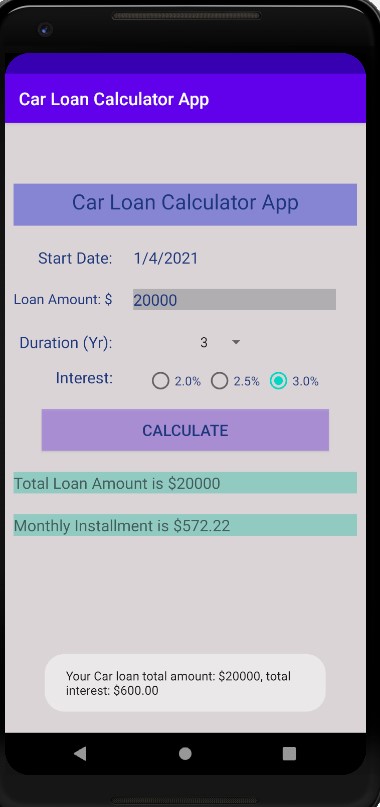 Car Loan Calculator App
Car Loan Calculator App
Start Date: 1/4/2021
Loan Amount: $ 20000
Duration (Yr): 3
Interest: 2.0% 2.5% 3.0%
CALCULATE
Total Loan Amount is $20000
Monthly Installment is $572.22
Your Car loan total amount: $20000, total
interest: $600.00